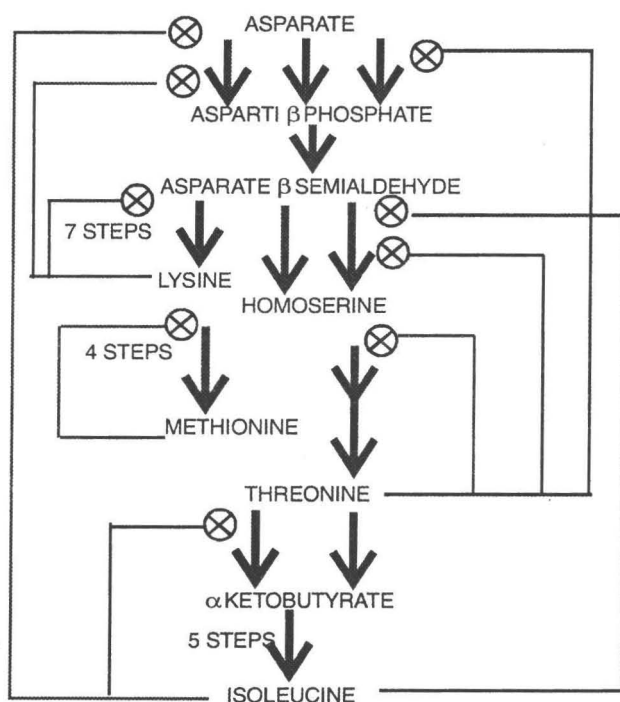 ASPARATE
ASPARTI β PHOSPHATE
ASPARATE β SEMIALDEHYDE
7 STEPS
LYSINE
HOMOSERINE
4 STEPS
METHIONINE
THREONINE
α KETOBUTYRATE
5 STEPS
ISOLEUCINE